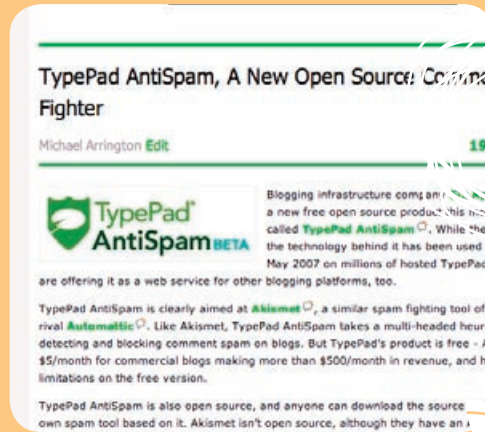 TypePad AntiSpam, A New Open Source
Fighter
Michael Arrington Edit
19
TypePad
AntiSpam BETA
Blogging infrastructure
a new free open source product this
called TypePad AntiSpam. While
the technology behind it has been used
May 2007 on millions of hosted
are offering it as a web service for other blogging platforms, too.
TypePad AntiSpam is clearly aimed at Akismet, a similar spam fighting tool
rival Automattic. Like Akismet, TypePad AntiSpam takes a multi-headed
detecting and blocking comment spam on blogs. But TypePad's product is free -
$5/month for commercial blogs making more than $500/month in revenue, and
limitations on the free version.
TypePad AntiSpam is also open source, and anyone can download the source
own spam tool based on it. Akismet isn't open source, although they have an